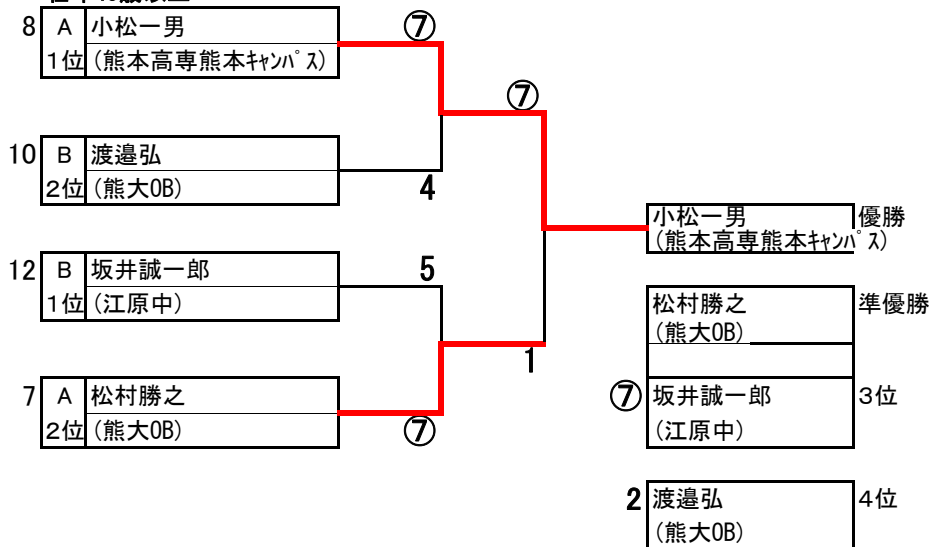 8 A 小松一男 ⑦
1位 (熊本高専熊本ｷｬﾝﾊﾟｽ)
⑦
10 B 渡邉弘
2位 (熊大OB) 4
小松一男 優勝
(熊本高専熊本ｷｬﾝﾊﾟｽ)
12 B 坂井誠一郎 5
1位 (江原中)
松村勝之 準優勝
(熊大OB)
1
7 A 松村勝之
2位 (熊大OB) ⑦
⑦ 坂井誠一郎 3位
(江原中)
2 渡邉弘 4位
(熊大OB)